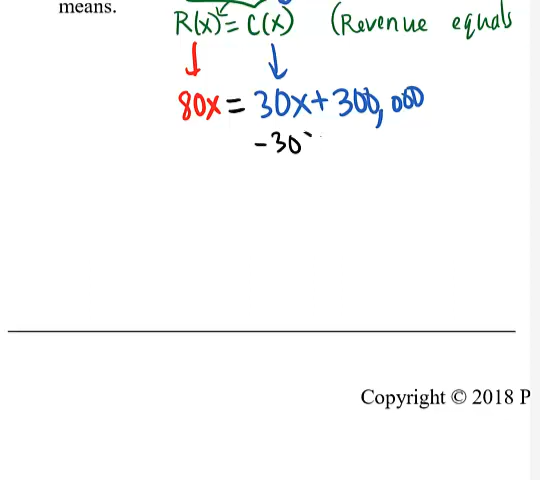 means.
R(x) = C(x) (Revenue equals
80x = 30x + 300,000
-30
Copyright © 2018 P